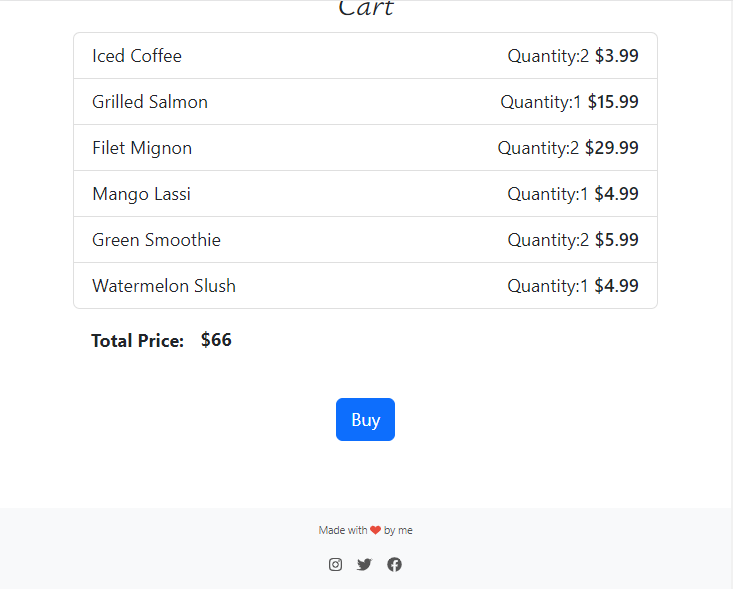 Cart
Iced Coffee Quantity:2 $3.99
Grilled Salmon Quantity:1 $15.99
Filet Mignon Quantity:2 $29.99
Mango Lassi Quantity:1 $4.99
Green Smoothie Quantity:2 $5.99
Watermelon Slush Quantity:1 $4.99
Total Price: $66
Buy
Made with ❤ by me